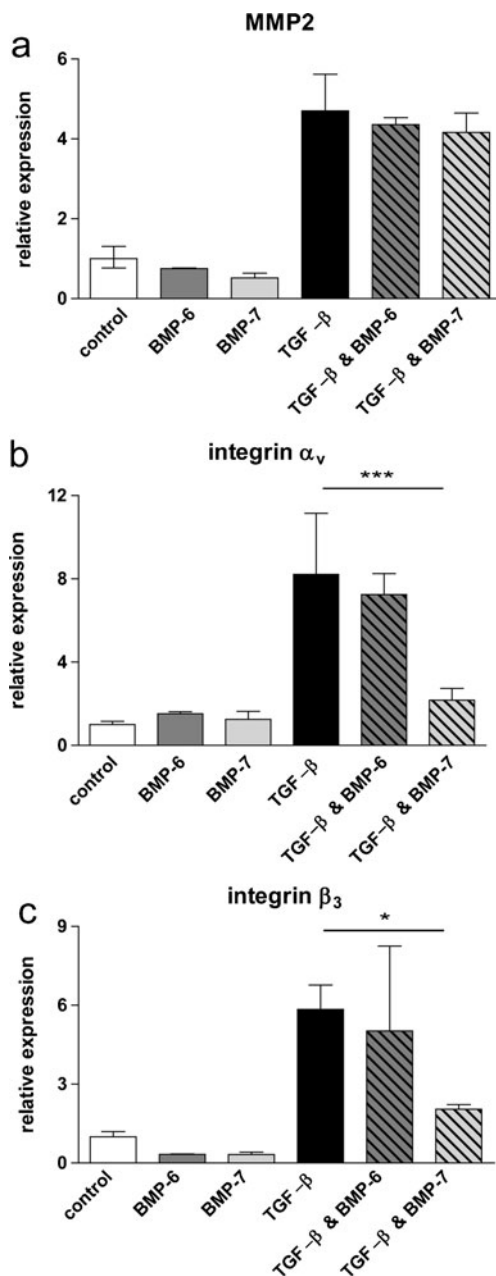 a
MMP2
relative expression
6
4
2
0
control
BMP-6
BMP-7
TGF-β
TGF-β & BMP-6
TGF-β & BMP-7
b
integrin αv
relative expression
12
8
4
0
***
control
BMP-6
BMP-7
TGF-β
TGF-β & BMP-6
TGF-β & BMP-7
c
integrin β3
relative expression
9
6
3
0
*
control
BMP-6
BMP-7
TGF-β
TGF-β & BMP-6
TGF-β & BMP-7